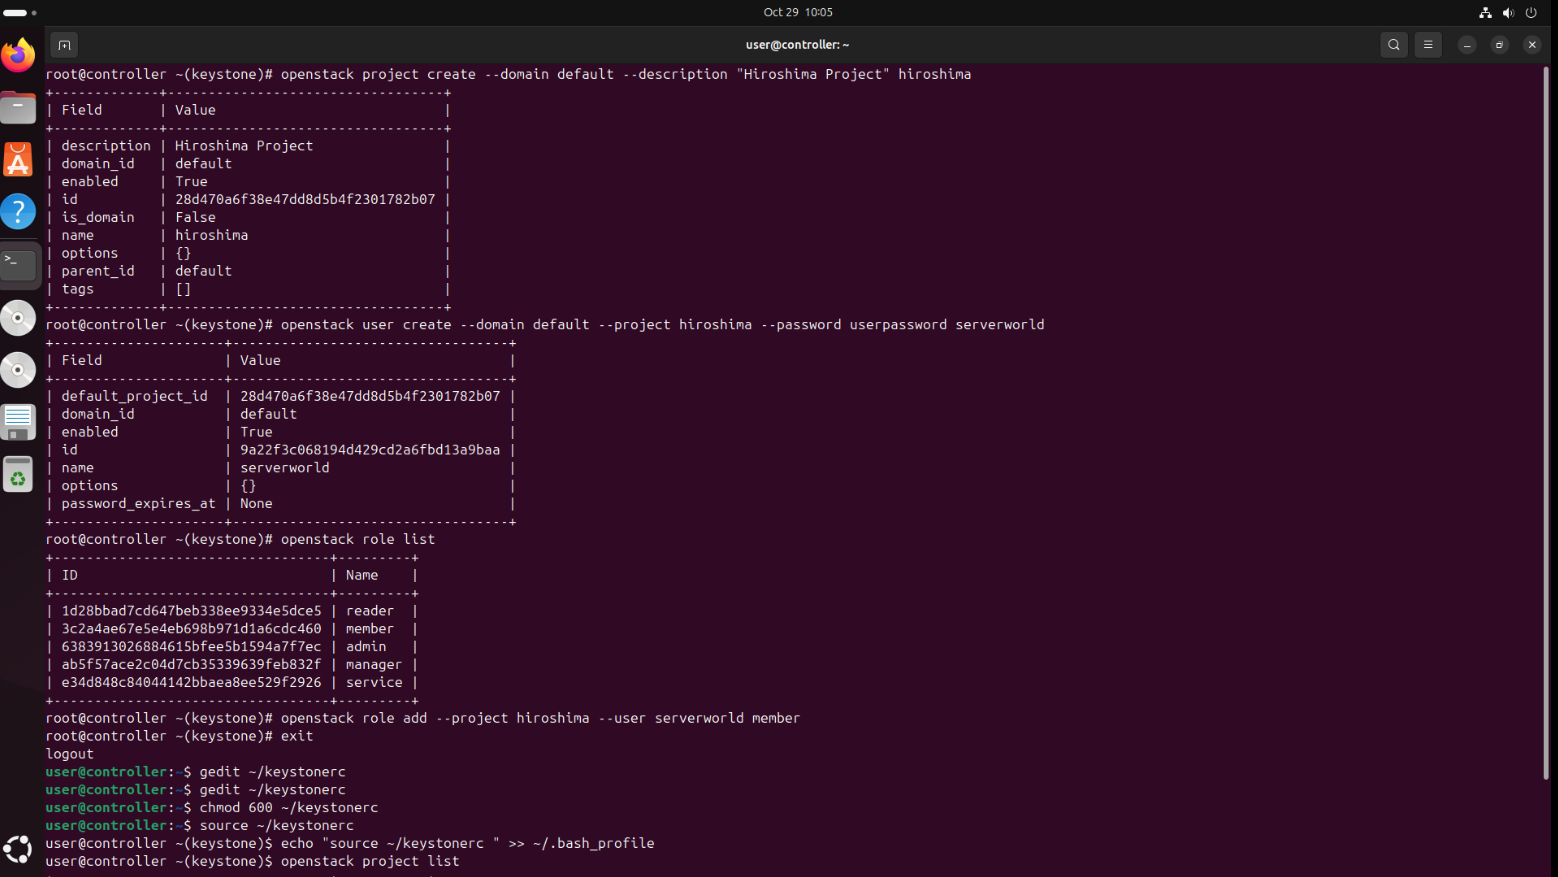 Oct 29 10:05
user@controller: ~
root@controller ~(keystone)# openstack project create --domain default --description "Hiroshima Project" hiroshima
+-------------+----------------------------------+
| Field       | Value                            |
+-------------+----------------------------------+
| description | Hiroshima Project                |
| domain_id   | default                          |
| enabled     | True                             |
| id          | 28d470a6f38e47dd8d5b4f2301782b07 |
| is_domain   | False                            |
| name        | hiroshima                        |
| options     | {}                               |
| parent_id   | default                          |
| tags        | []                               |
+-------------+----------------------------------+
root@controller ~(keystone)# openstack user create --domain default --project hiroshima --password userpassword serverworld
+---------------------+----------------------------------+
| Field               | Value                            |
+---------------------+----------------------------------+
| default_project_id  | 28d470a6f38e47dd8d5b4f2301782b07 |
| domain_id           | default                          |
| enabled             | True                             |
| id                  | 9a22f3c068194d429cd2a6fbd13a9baa |
| name                | serverworld                      |
| options             | {}                               |
| password_expires_at | None                             |
+---------------------+----------------------------------+
root@controller ~(keystone)# openstack role list
+----------------------------------+---------+
| ID                               | Name    |
+----------------------------------+---------+
| 1d28bbad7cd647beb338ee9334e5dce5 | reader  |
| 3c2a4ae67e5e4eb698b971d1a6cdc460 | member  |
| 6383913026884615bfee5b1594a7f7ec | admin   |
| ab5f57ace2c04d7cb35339639feb832f | manager |
| e34d848c84044142bbaea8ee529f2926 | service |
+----------------------------------+---------+
root@controller ~(keystone)# openstack role add --project hiroshima --user serverworld member
root@controller ~(keystone)# exit
logout
user@controller:~$ gedit ~/keystonerc
user@controller:~$ gedit ~/keystonerc
user@controller:~$ chmod 600 ~/keystonerc
user@controller:~$ source ~/keystonerc
user@controller ~(keystone)$ echo "source ~/keystonerc " >> ~/.bash_profile
user@controller ~(keystone)$ openstack project list